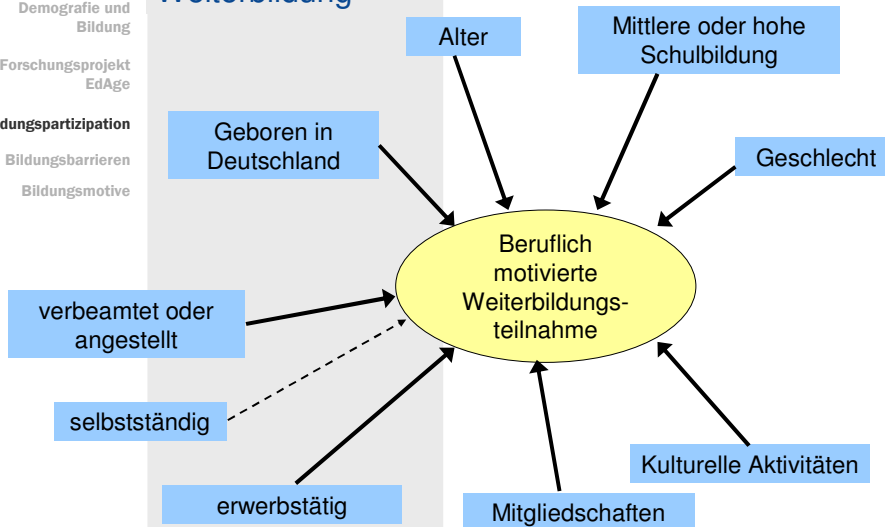 Demografie und
Bildung
Forschungsprojekt
EdAge
dungspartizipation
Bildungsbarrieren
Bildungsmotive
Weiterbildung
Alter
Mittlere oder hohe
Schulbildung
Geboren in
Deutschland
Geschlecht
Beruflich
motivierte
Weiterbildungs-
teilnahme
verbeamtet oder
angestellt
selbstständig
erwerbstätig
Mitgliedschaften
Kulturelle Aktivitäten